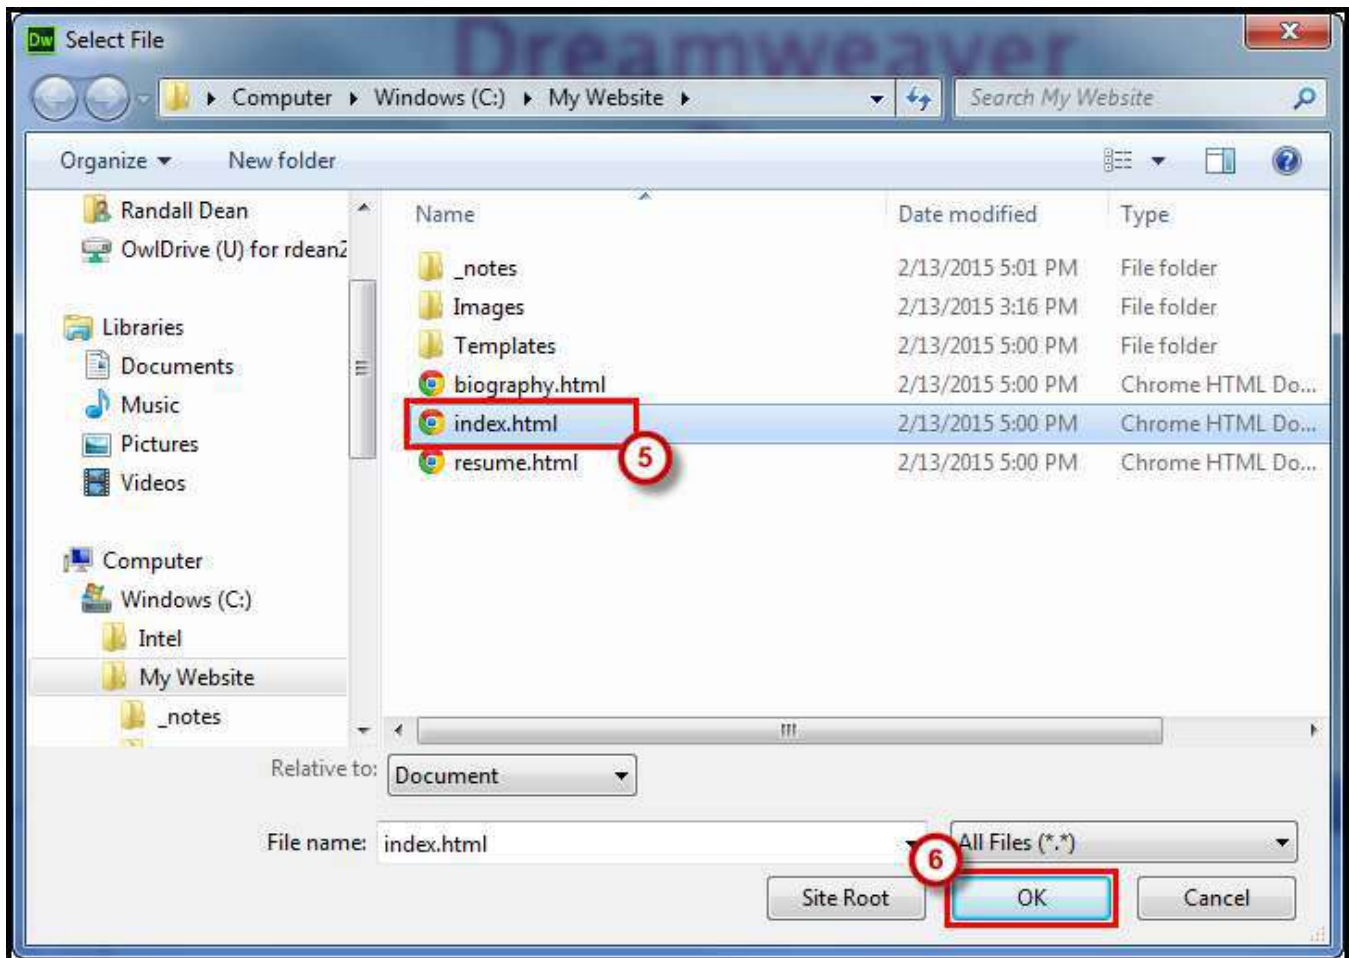 Dreamweaver
Dw Select File
Computer Windows (C:) My Website Search My Website
Organize New folder
Randall Dean
OwlDrive (U) for rdean2
Libraries
Documents
Music
Pictures
Videos
Computer
Windows (C:)
Intel
My Website
_notes
Name Date modified Type
_notes 2/13/2015 5:01 PM File folder
Images 2/13/2015 3:16 PM File folder
Templates 2/13/2015 5:00 PM File folder
biography.html 2/13/2015 5:00 PM Chrome HTML Do...
index.html 2/13/2015 5:00 PM Chrome HTML Do...
5
resume.html 2/13/2015 5:00 PM Chrome HTML Do...
Relative to: Document
File name: index.html All Files (*.*)
6
Site Root OK Cancel